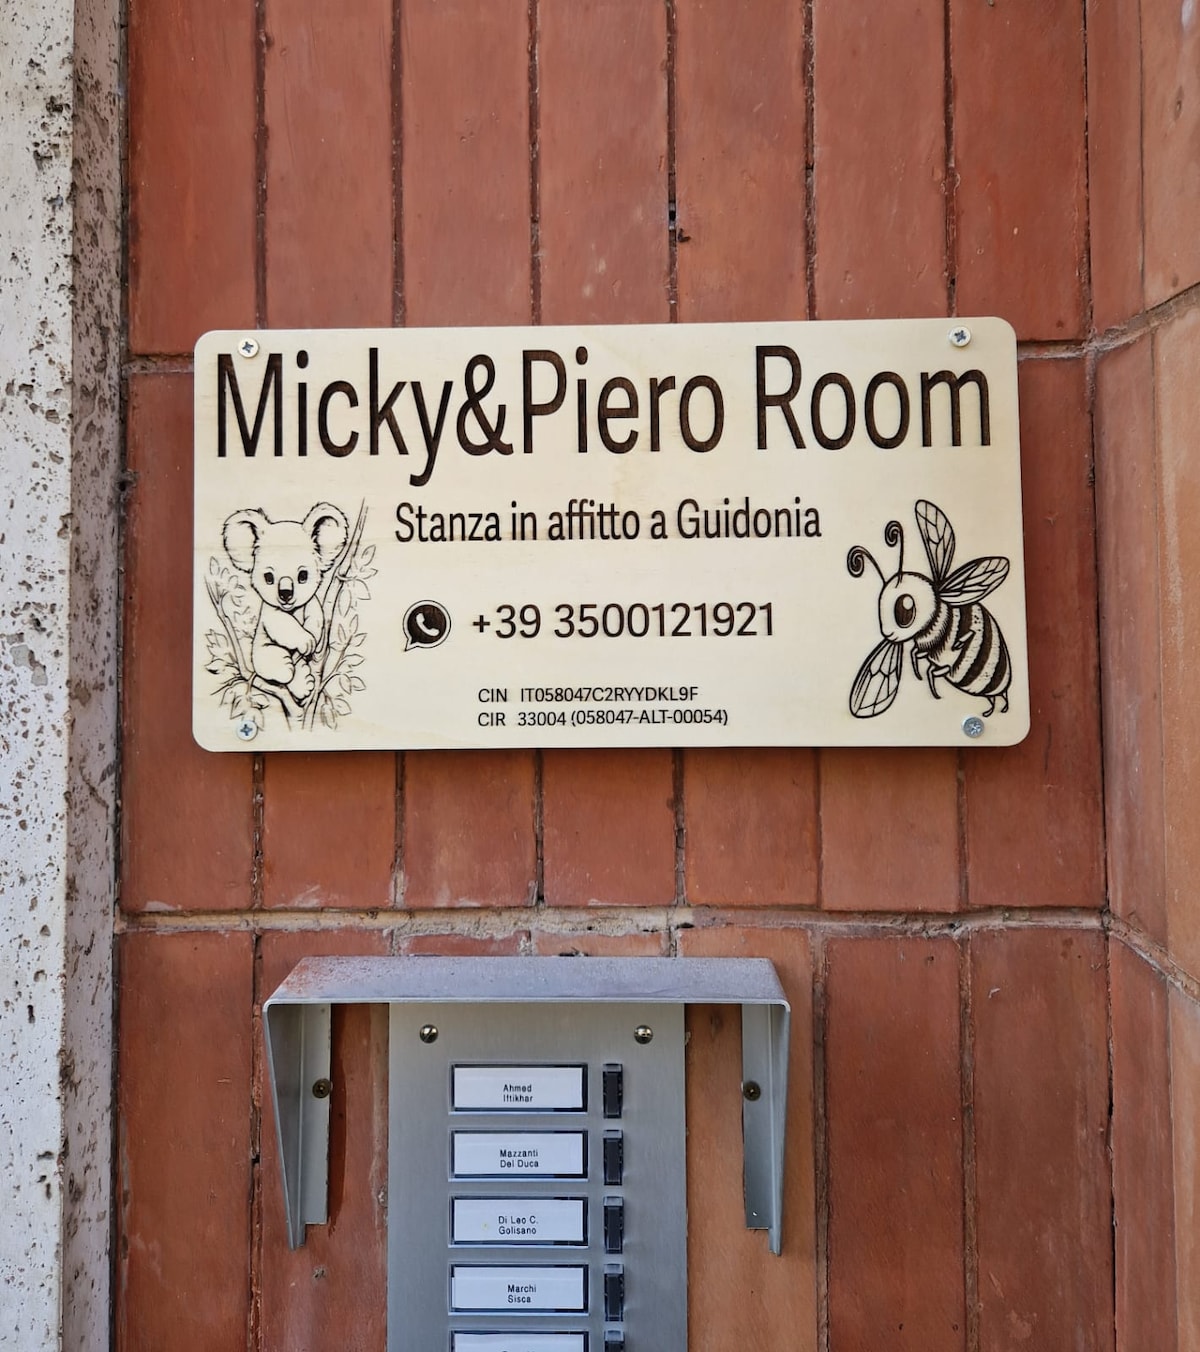 Micky&Piero Room
Stanza in affitto a Guidonia
+39 3500121921
CIN IT058047C2RYYDKL9F
CIR 33004 (058047-ALT-00054)
Ahmed
Iftikhar
Mazzanti
Del Duca
Di Leo C.
Golisano
Marchi
Sisca